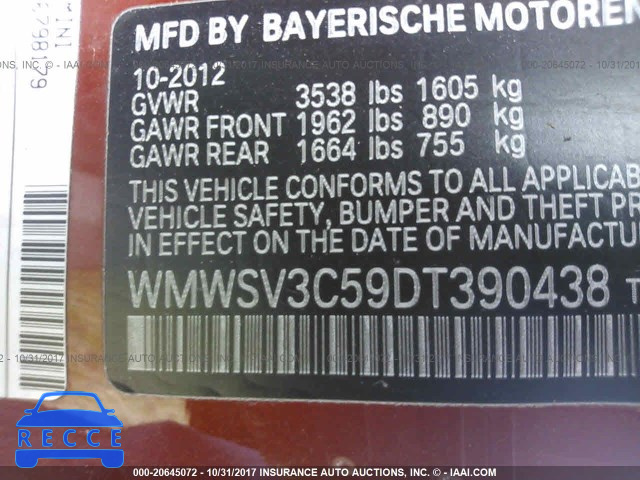 MFD BY BAYERISCHE MOTOREN
10-2012
GVWR 3538 lbs 1605 kg
GAWR FRONT 1962 lbs 890 kg
GAWR REAR 1664 lbs 755 kg
THIS VEHICLE CONFORMS TO ALL APPLICAB
VEHICLE SAFETY, BUMPER AND THEFT PR
IN EFFECT ON THE DATE OF MANUFACTU
WMWSV3C59DT390438
MINI
E798179
RECCE
000-20645072 - 10/31/2017 INSURANCE AUTO AUCTIONS, INC. - © - IAAI.COM